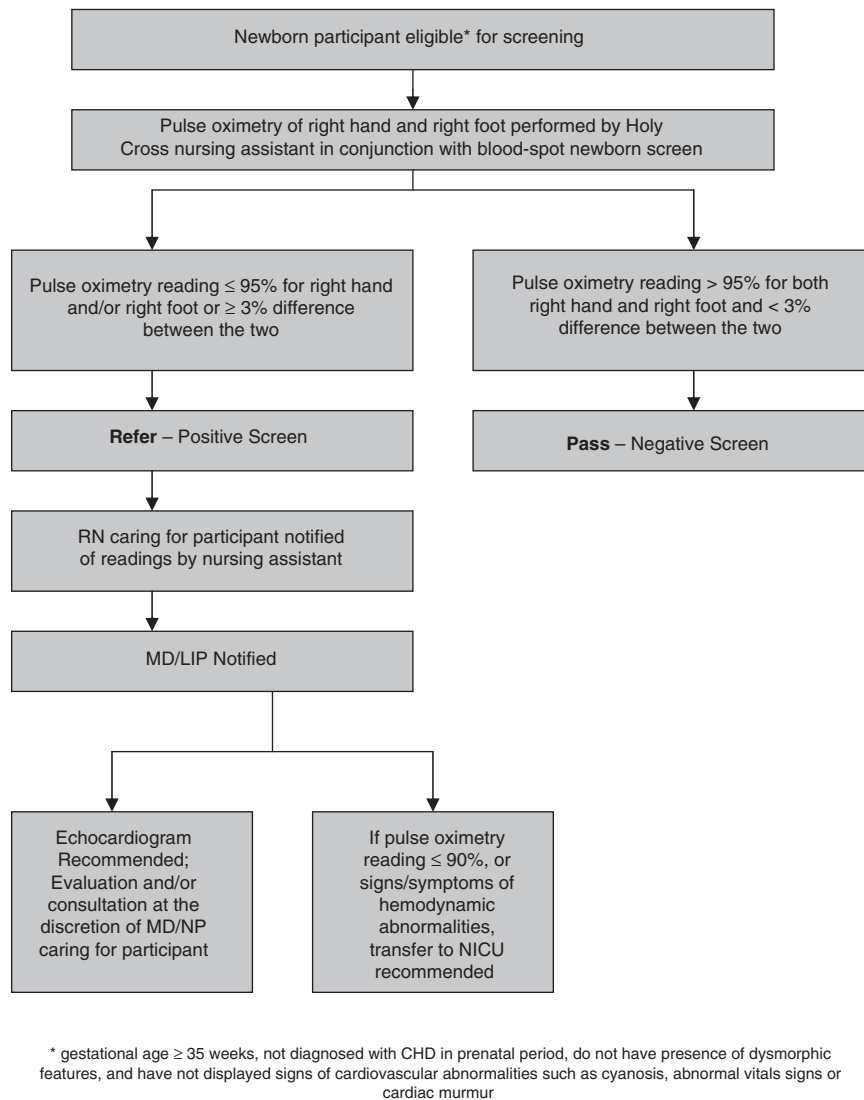 Newborn participant eligible* for screening
Pulse oximetry of right hand and right foot performed by Holy
Cross nursing assistant in conjunction with blood-spot newborn screen
Pulse oximetry reading ≤ 95% for right hand
and/or right foot or ≥ 3% difference
between the two
Pulse oximetry reading > 95% for both
right hand and right foot and < 3%
difference between the two
Refer – Positive Screen
Pass – Negative Screen
RN caring for participant notified
of readings by nursing assistant
MD/LIP Notified
Echocardiogram
Recommended;
Evaluation and/or
consultation at the
discretion of MD/NP
caring for participant
If pulse oximetry
reading ≤ 90%, or
signs/symptoms of
hemodynamic
abnormalities,
transfer to NICU
recommended
* gestational age ≥ 35 weeks, not diagnosed with CHD in prenatal period, do not have presence of dysmorphic
features, and have not displayed signs of cardiovascular abnormalities such as cyanosis, abnormal vitals signs or
cardiac murmur